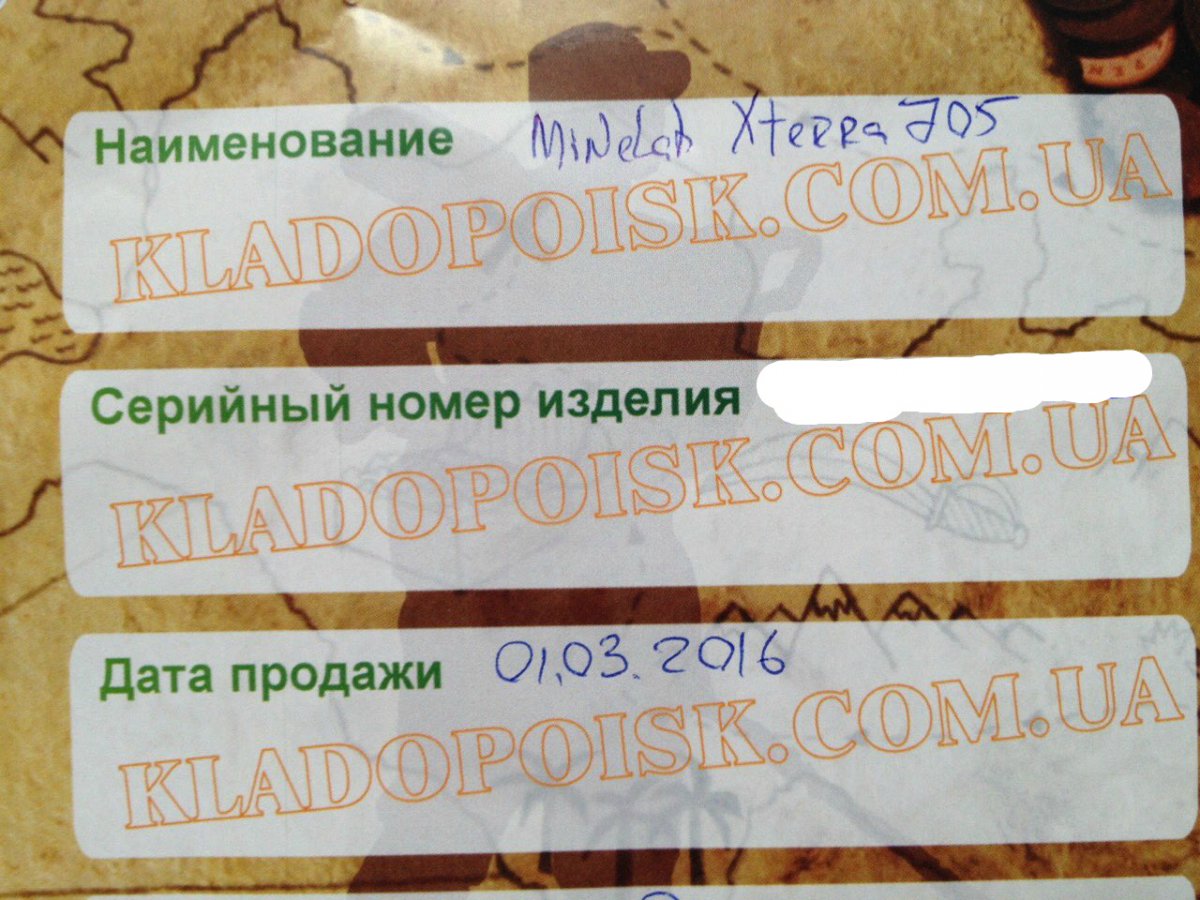 Наименование Minelab Xterra 705
KLADOPOISK.COM.UA
Серийный номер изделия
KLADOPOISK.COM.UA
Дата продажи 01.03.2016
KLADOPOISK.COM.UA